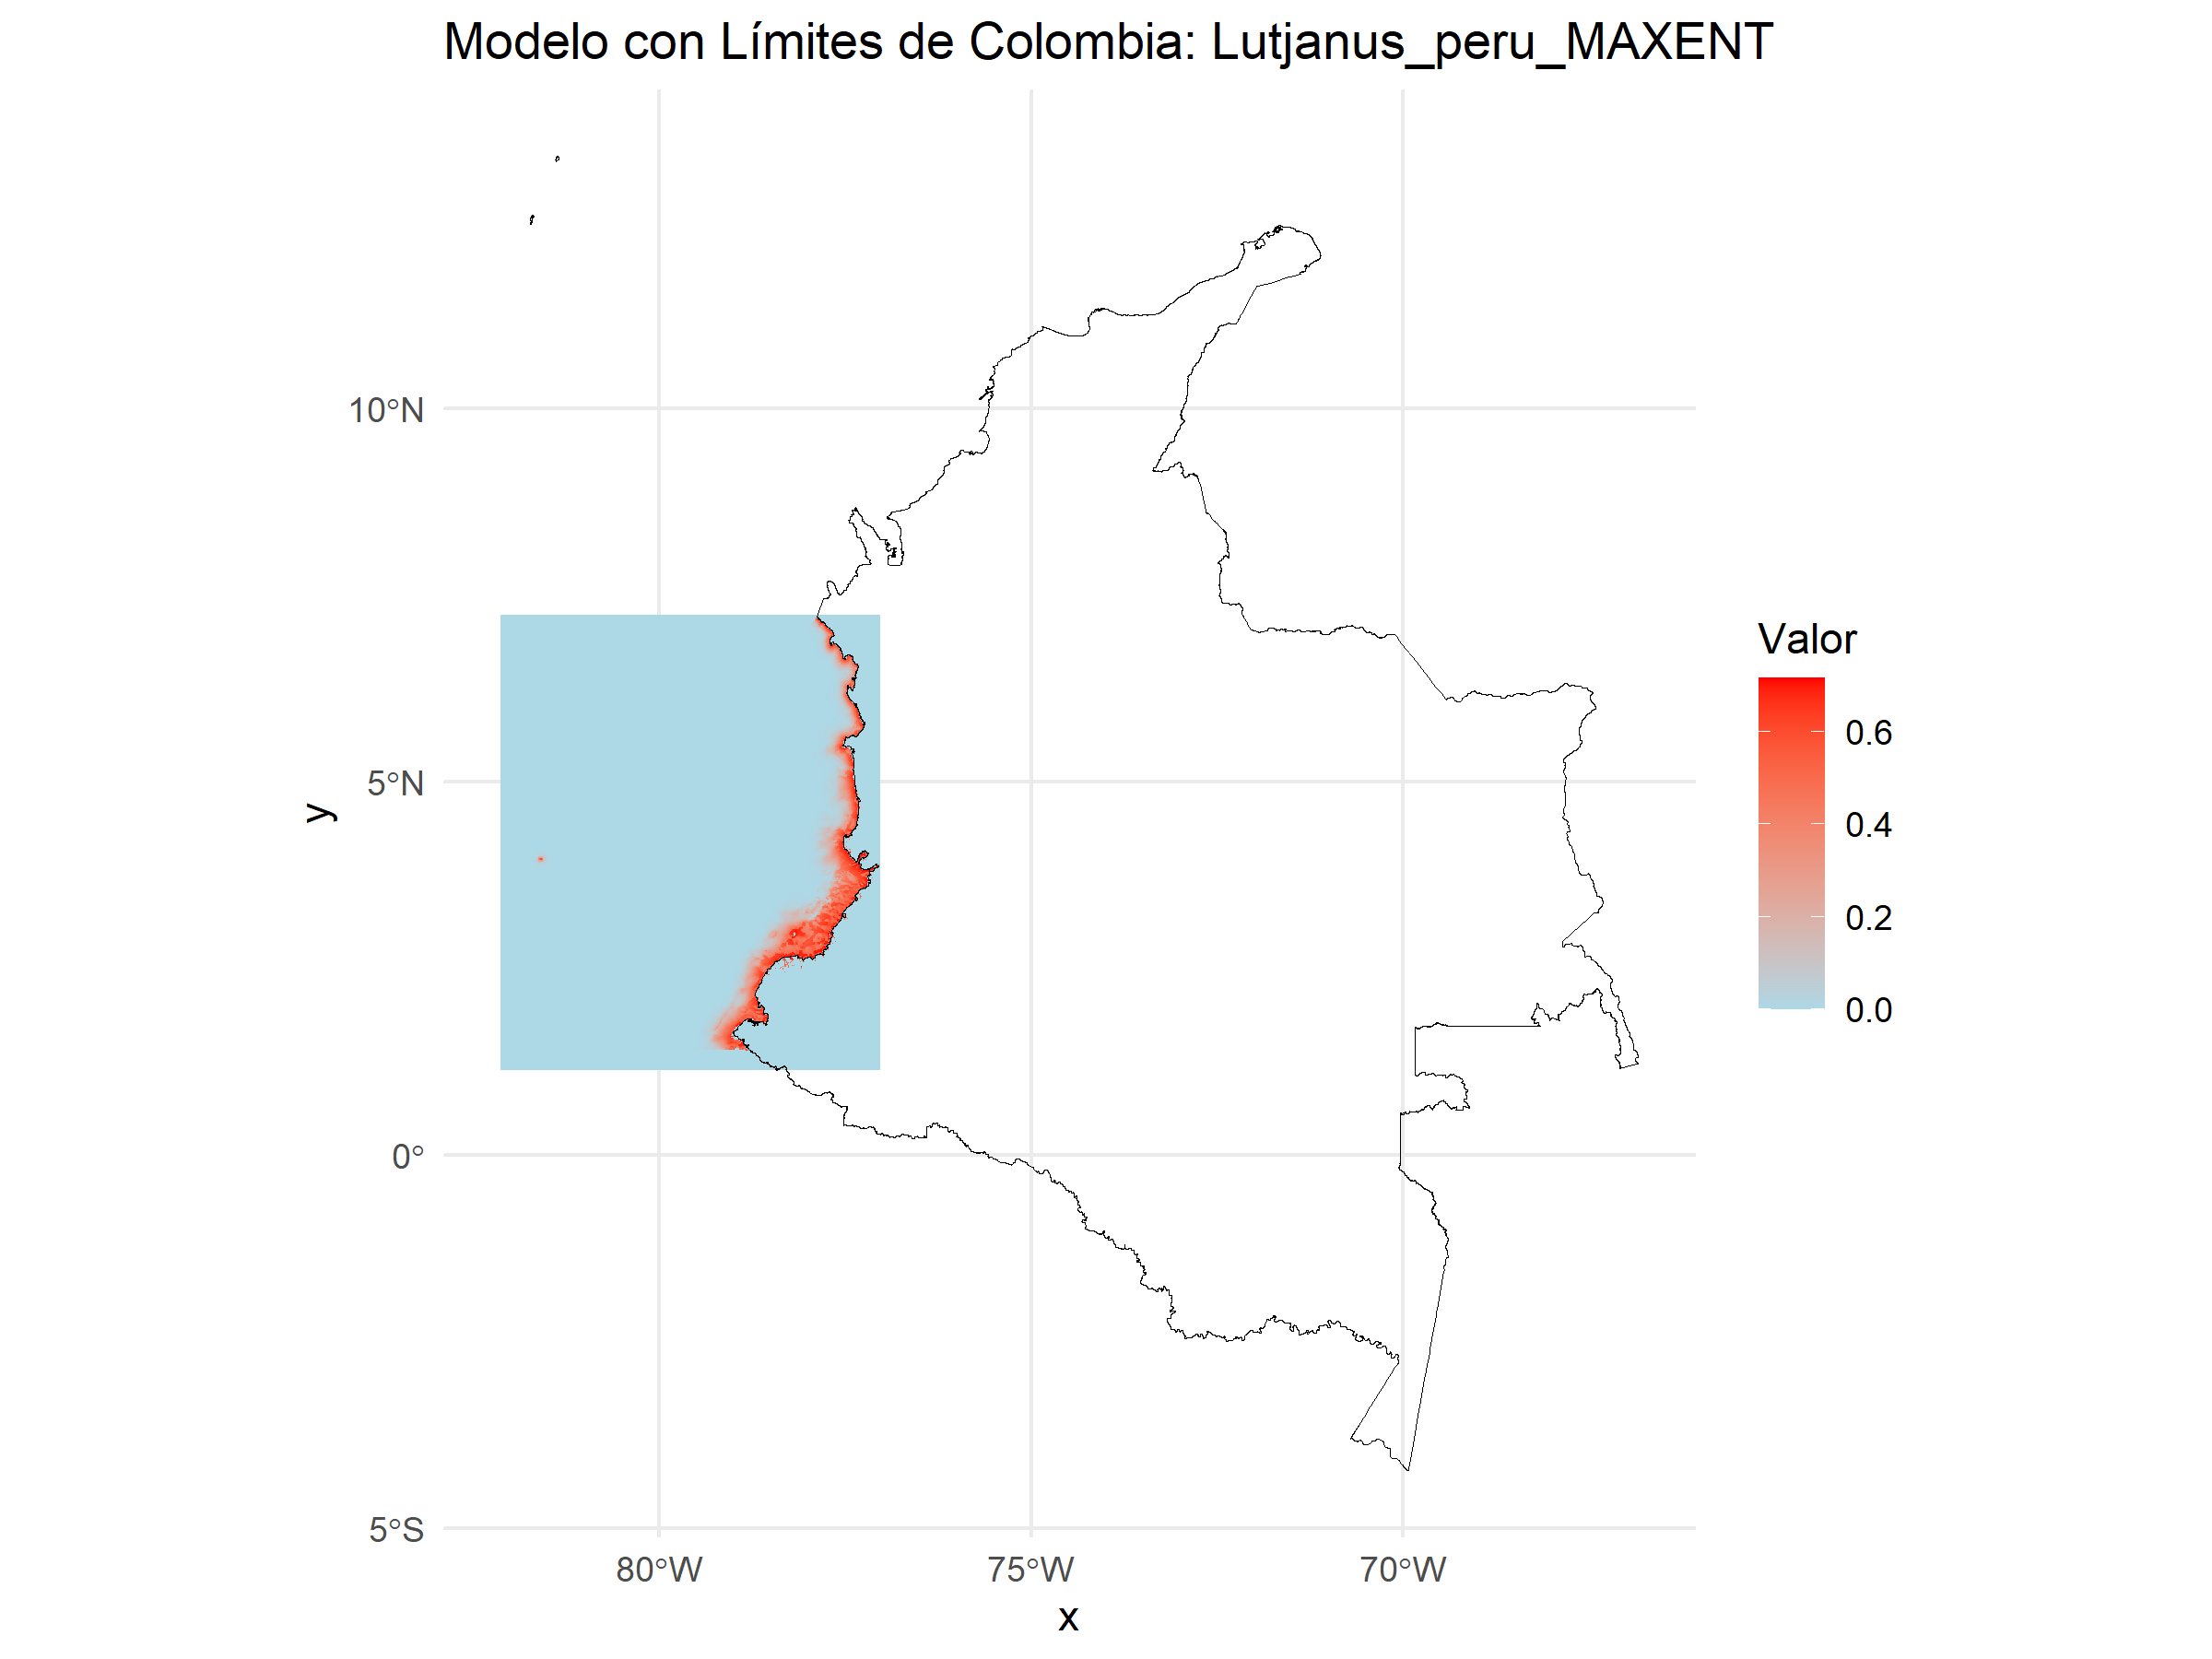 Modelo con Límites de Colombia: Lutjanus_peru_MAXENT
10°N
5°N
0°
5°S
y
80°W
75°W
70°W
x
Valor
0.6
0.4
0.2
0.0